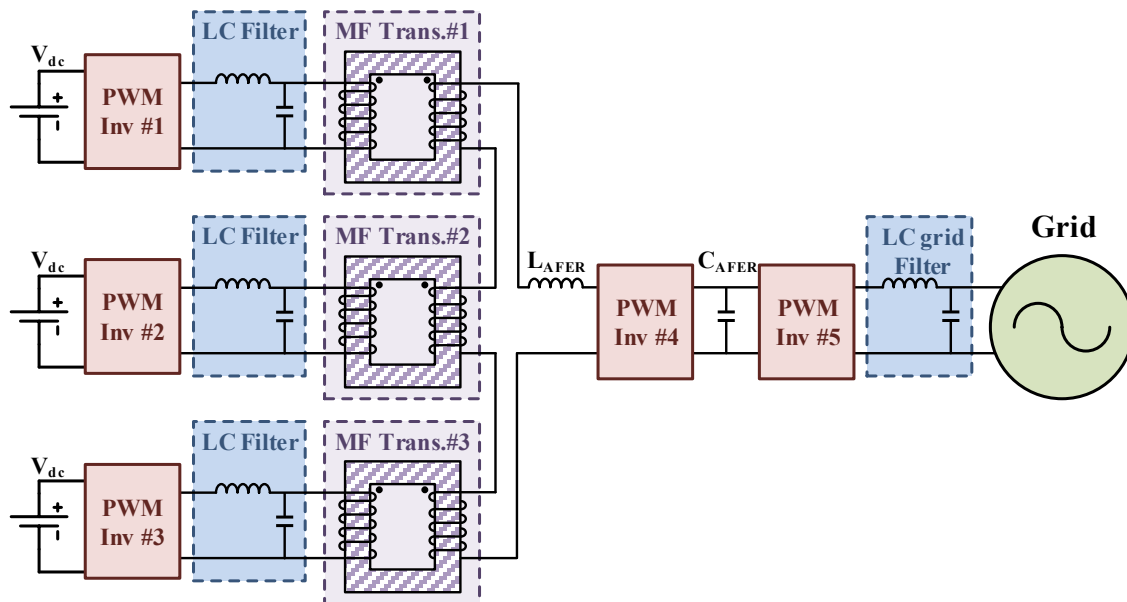 LC Filter
MF Trans.#1
Vdc
+
-
PWM
Inv #1
LC Filter
MF Trans.#2
Vdc
+
-
PWM
Inv #2
LC Filter
MF Trans.#3
Vdc
+
-
PWM
Inv #3
LAFER
PWM
Inv #4
CAFER
PWM
Inv #5
LC grid
Filter
Grid